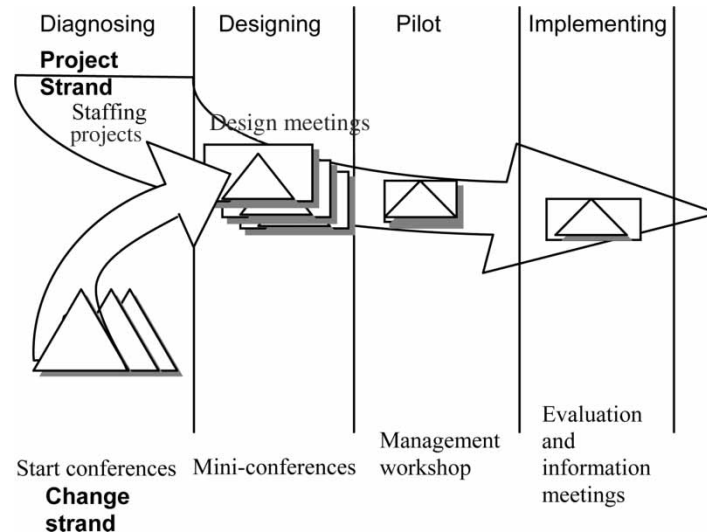 Diagnosing
Designing
Pilot
Implementing
Project
Strand
Staffing
projects
Design meetings
Start conferences
Mini-conferences
Management
workshop
Evaluation
and
information
meetings
Change
strand